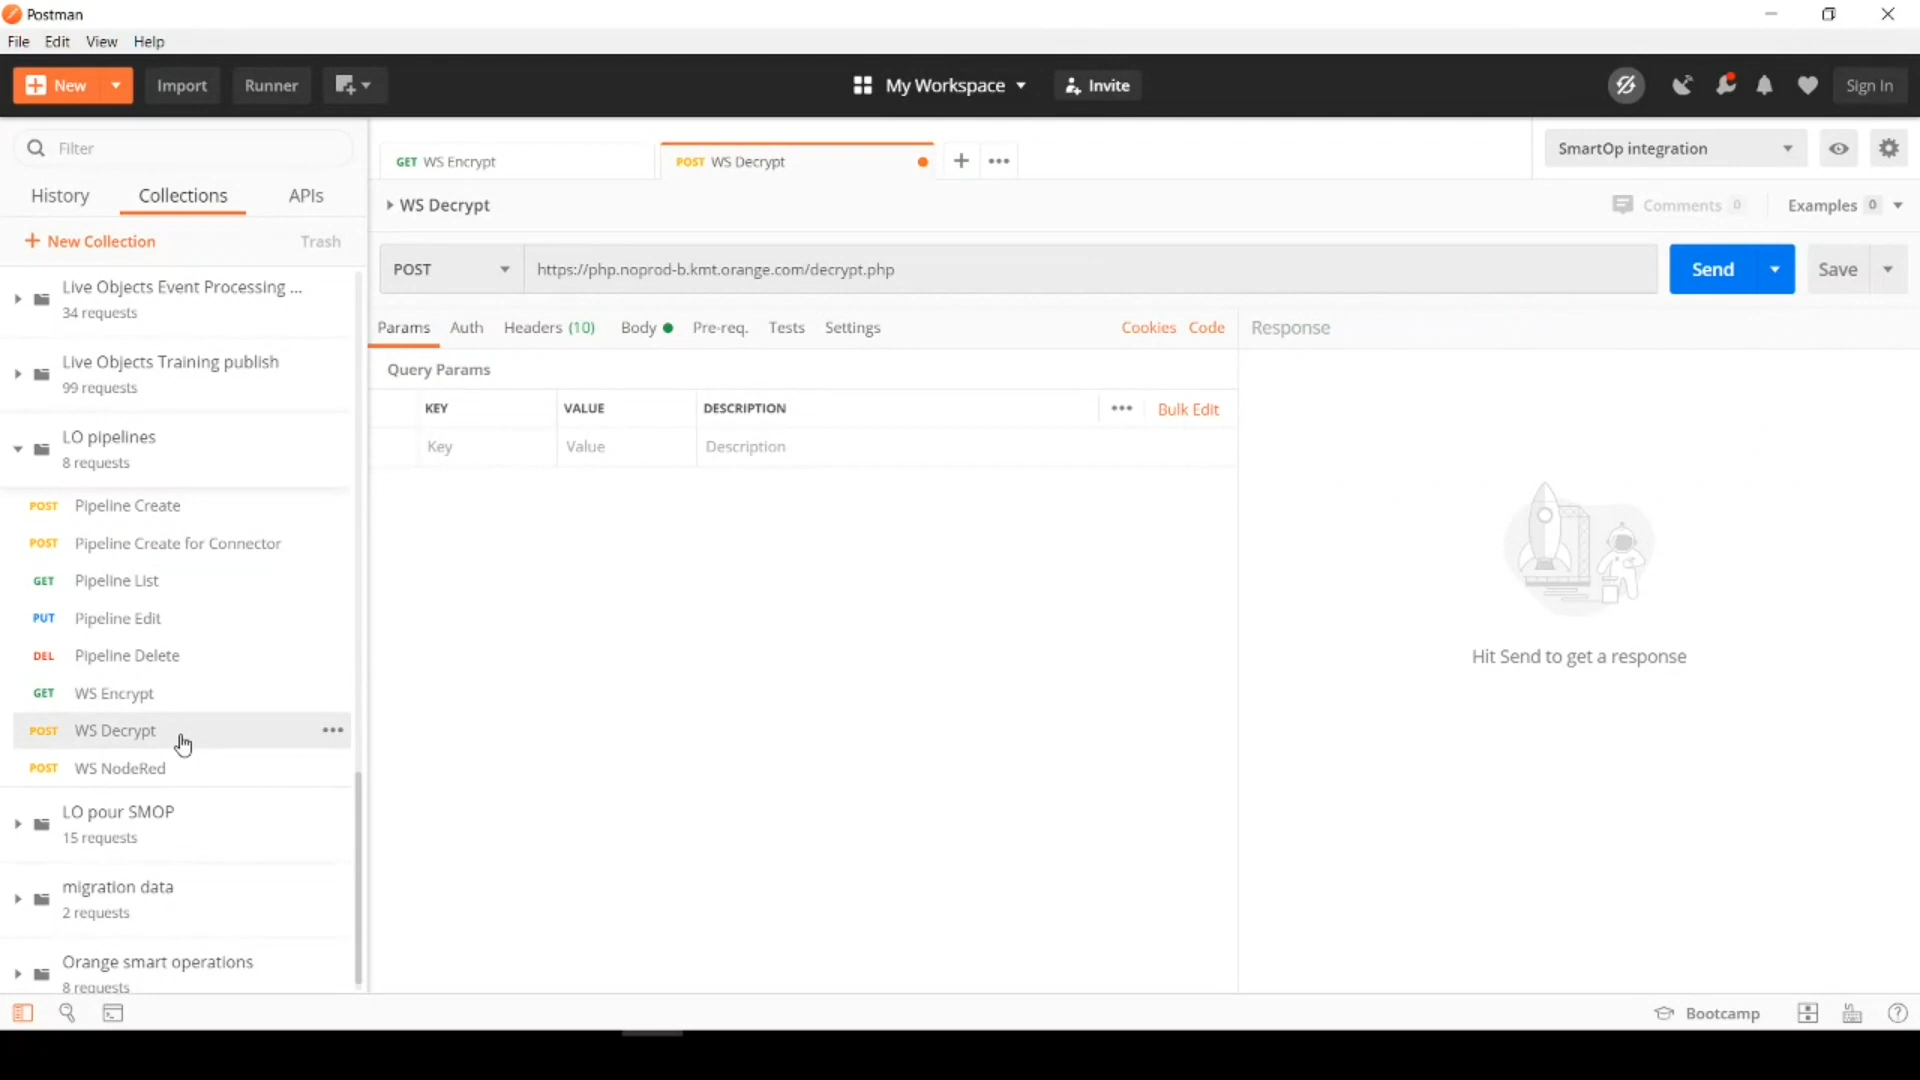 Postman
File Edit View Help
New Import Runner My Workspace Invite Sign In
Filter
History Collections APIs
+ New Collection Trash
Live Objects Event Processing ...
34 requests
Live Objects Training publish
99 requests
LO pipelines
8 requests
POST Pipeline Create
POST Pipeline Create for Connector
GET Pipeline List
PUT Pipeline Edit
DEL Pipeline Delete
GET WS Encrypt
POST WS Decrypt
POST WS NodeRed
LO pour SMOP
15 requests
migration data
2 requests
Orange smart operations
8 requests
GET WS Encrypt POST WS Decrypt
SmartOp integration
WS Decrypt
Comments 0 Examples 0
POST https://php.noprod-b.kmt.orange.com/decrypt.php Send Save
Params Auth Headers (10) Body Pre-req. Tests Settings Cookies Code
Query Params
KEY VALUE DESCRIPTION ••• Bulk Edit
Key Value Description
Response
Hit Send to get a response
Bootcamp